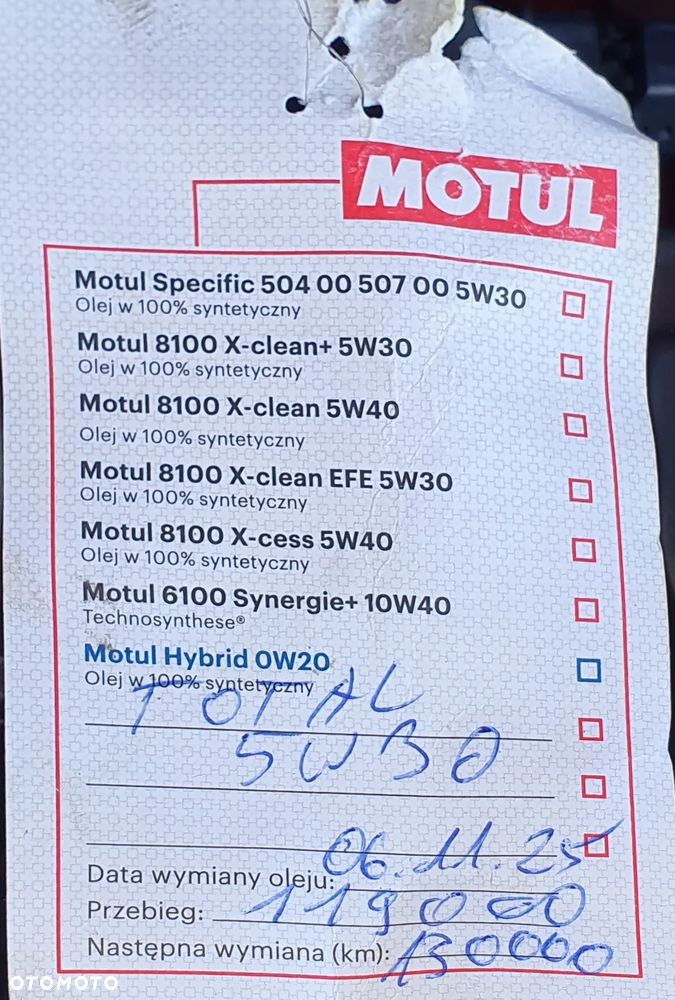 MOTUL
Motul Specific 504 00 507 00 5W30
Olej w 100% syntetyczny
Motul 8100 X-clean+ 5W30
Olej w 100% syntetyczny
Motul 8100 X-clean 5W40
Olej w 100% syntetyczny
Motul 8100 X-clean EFE 5W30
Olej w 100% syntetyczny
Motul 8100 X-cess 5W40
Olej w 100% syntetyczny
Motul 6100 Synergie+ 10W40
Technosynthese®
Motul Hybrid 0W20
Olej w 100% syntetyczny
TOTAL
5W30
Data wymiany oleju: 06.11.25
Przebieg: 119000
Następna wymiana (km): 130000
OTOMOTO